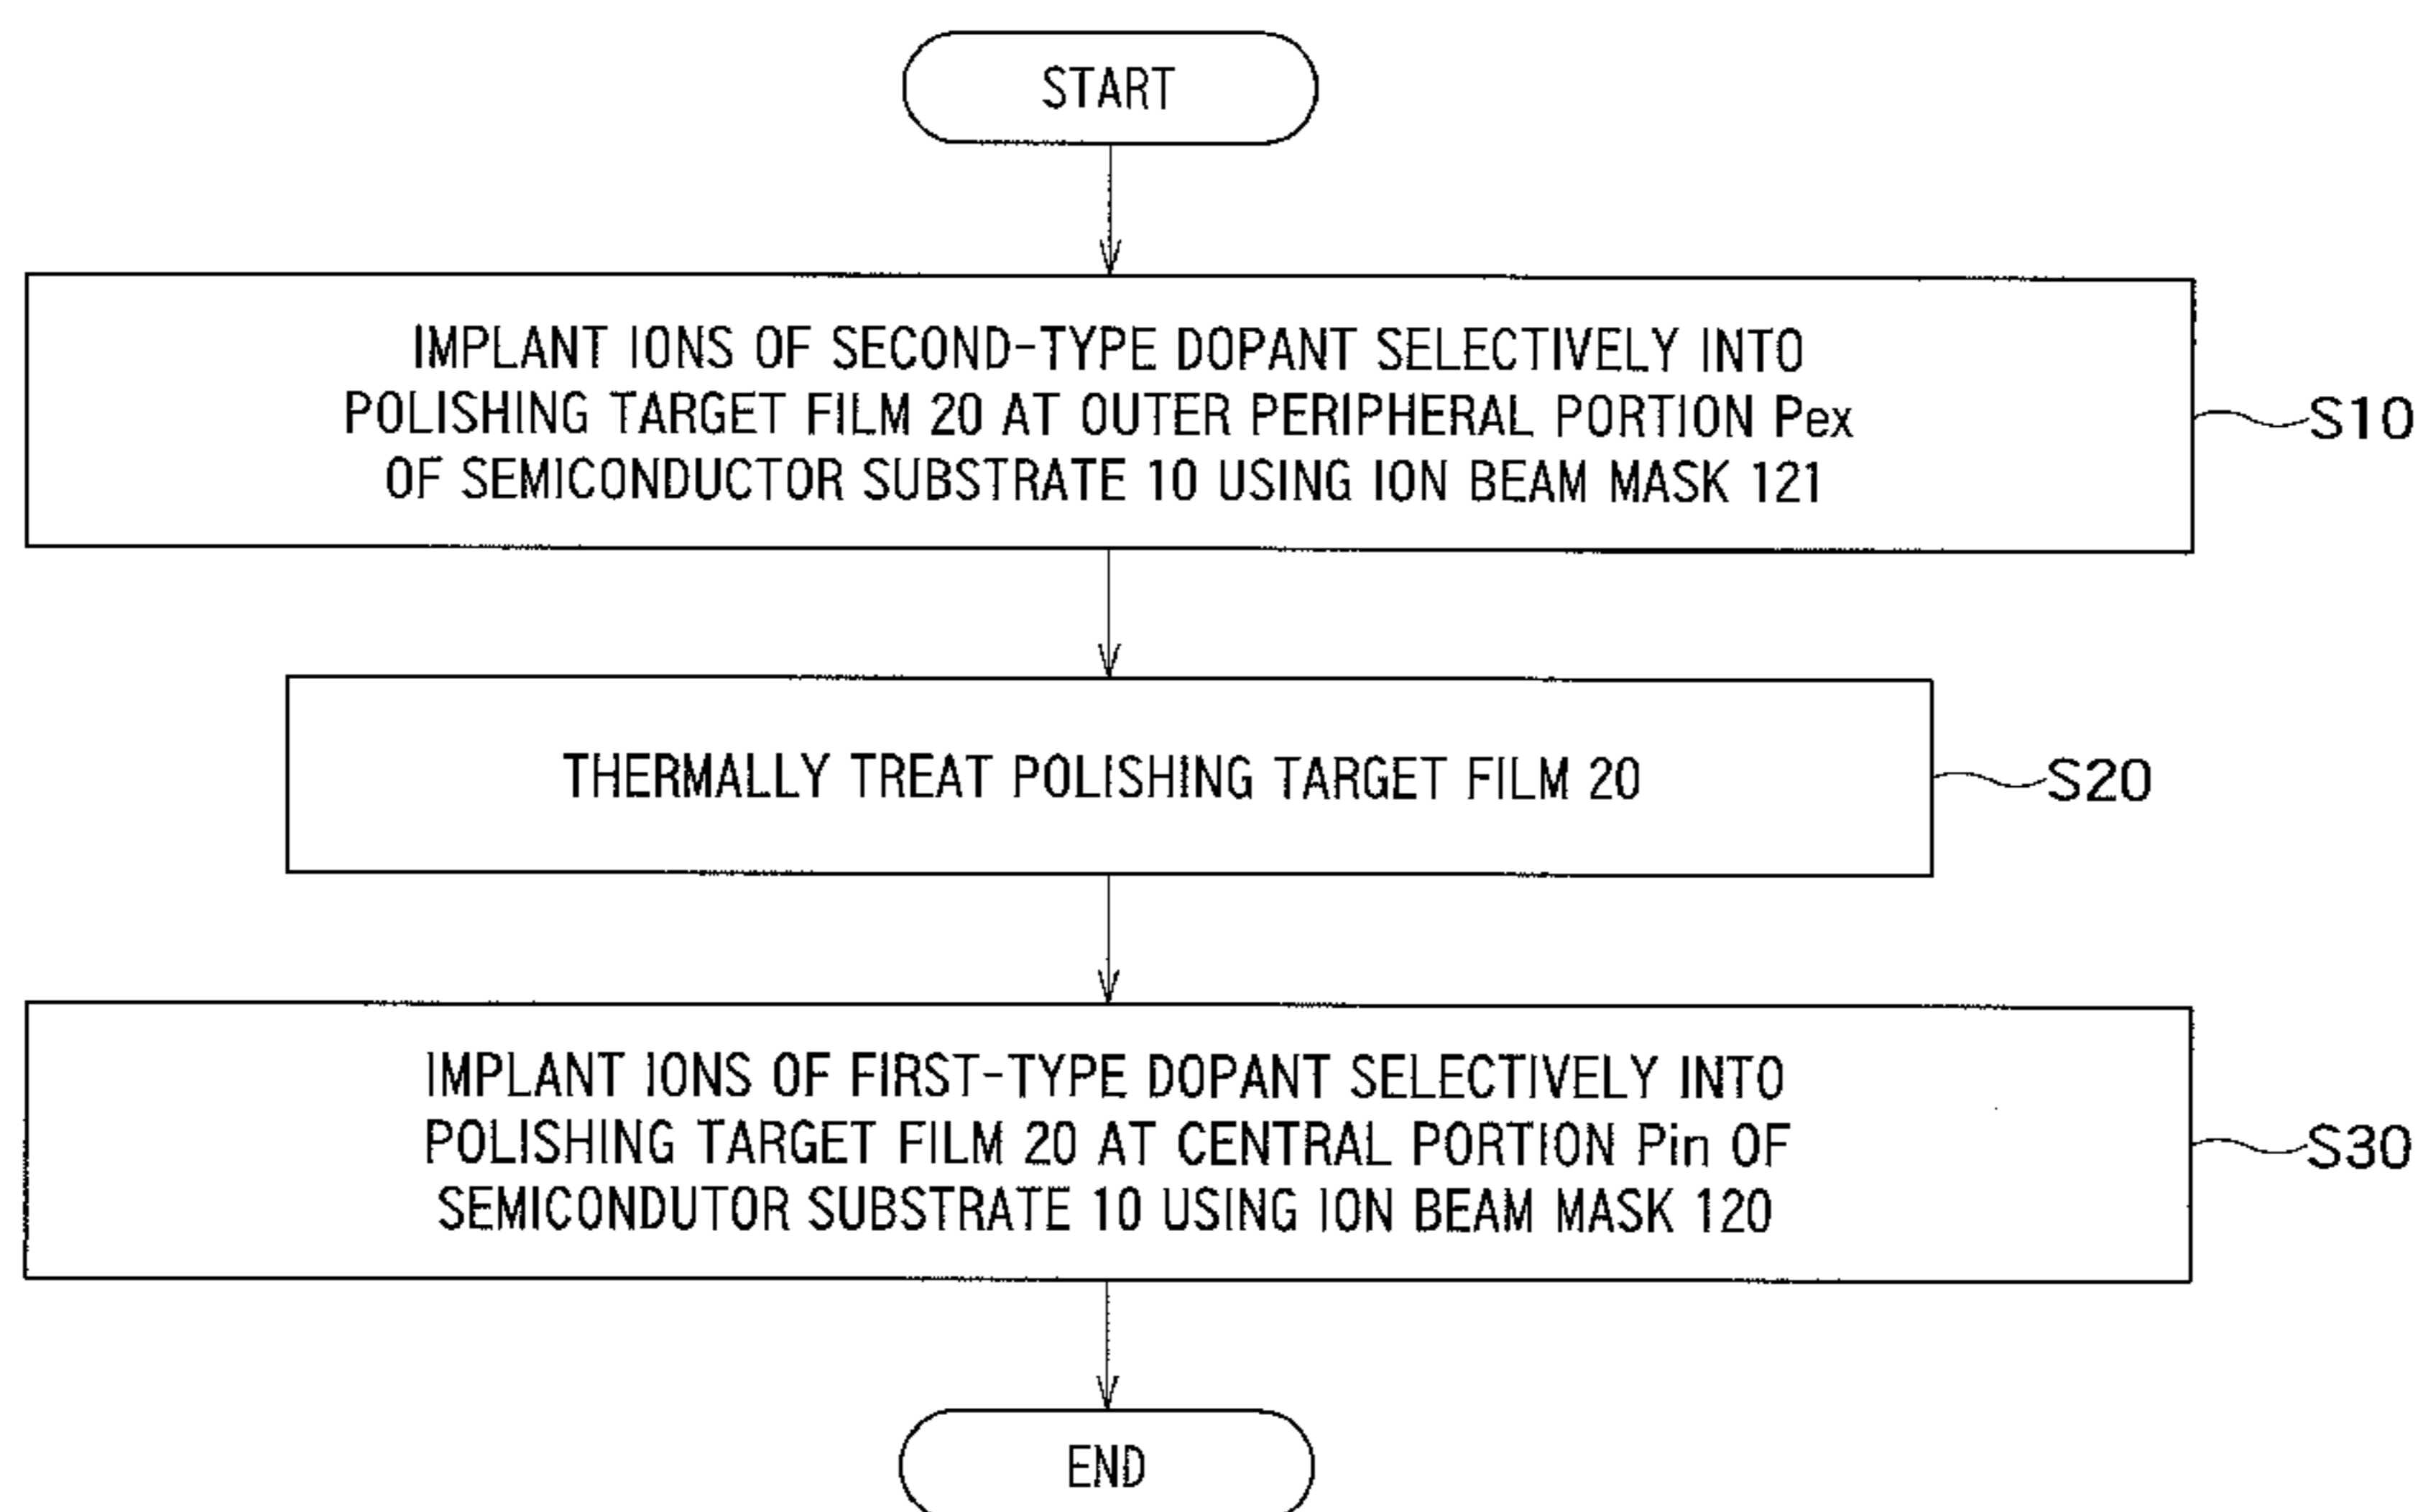 START
IMPLANT IONS OF SECOND-TYPE DOPANT SELECTIVELY INTO
POLISHING TARGET FILM 20 AT OUTER PERIPHERAL PORTION Pex
OF SEMICONDUCTOR SUBSTRATE 10 USING ION BEAM MASK 121
S10
THERMALLY TREAT POLISHING TARGET FILM 20
S20
IMPLANT IONS OF FIRST-TYPE DOPANT SELECTIVELY INTO
POLISHING TARGET FILM 20 AT CENTRAL PORTION Pin OF
SEMICONDUTOR SUBSTRATE 10 USING ION BEAM MASK 120
S30
END